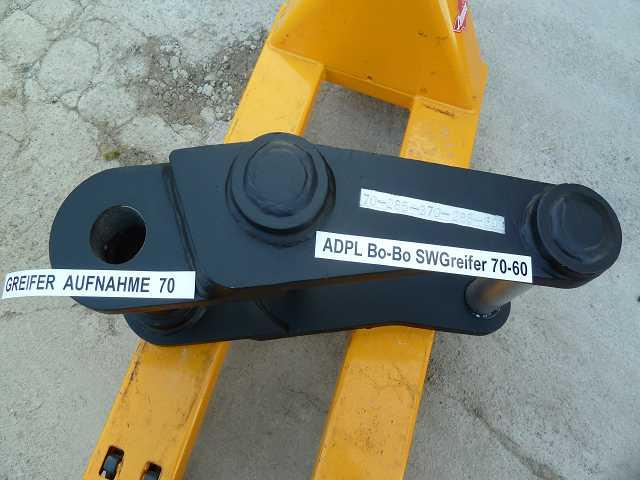 ADPL Bo-Bo SWGreifer 70-60
GREIFER AUFNAHME 70